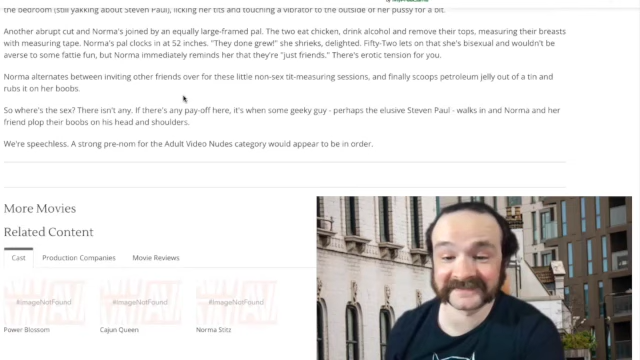 the bedroom (still yakking about Steven Paul), licking her tits and touching a vibrator to the outside of her pussy for a bit.
Another abrupt cut and Norma's joined by an equally large-framed pal. The two eat chicken, drink alcohol and remove their tops, measuring their breasts
with measuring tape. Norma's pal clocks in at 52 inches. "They done grew!" she shrieks, delighted. Fifty-Two lets on that she's bisexual and wouldn't be
averse to some fattie fun, but Norma immediately reminds her that they're "just friends." There's erotic tension for you.
Norma alternates between inviting other friends over for these little non-sex tit-measuring sessions, and finally scoops petroleum jelly out of a tin and
rubs it on her boobs.
So where's the sex? There isn't any. If there's any pay-off here, it's when some geeky guy - perhaps the elusive Steven Paul - walks in and Norma and her
friend plop their boobs on his head and shoulders.
We're speechless. A strong pre-nom for the Adult Video Nudes category would appear to be in order.
More Movies
Related Content
Cast
Production Companies
Movie Reviews
#ImageNotFound
#ImageNotFound
#ImageNotFound
Power Blossom
Cajun Queen
Norma Stitz